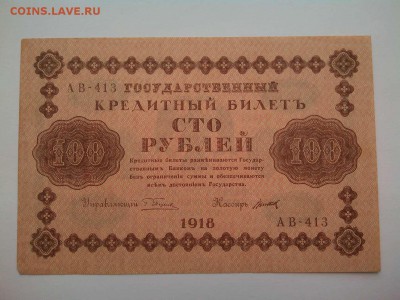 COINS.LAVE.RU
АВ-413 ГОСУДАРСТВЕННЫЙ
КРЕДИТНЫЙ БИЛЕТЪ
СТО
РУБЛЕЙ
100 100
Кредитные билеты размѣниваются Государ-
ственнымъ Банкомъ на золотую монету
безъ ограниченія суммы и обезпечиваются
всѣмъ достояніемъ Государства.
Управляющій Кассиръ
1918 АВ-413